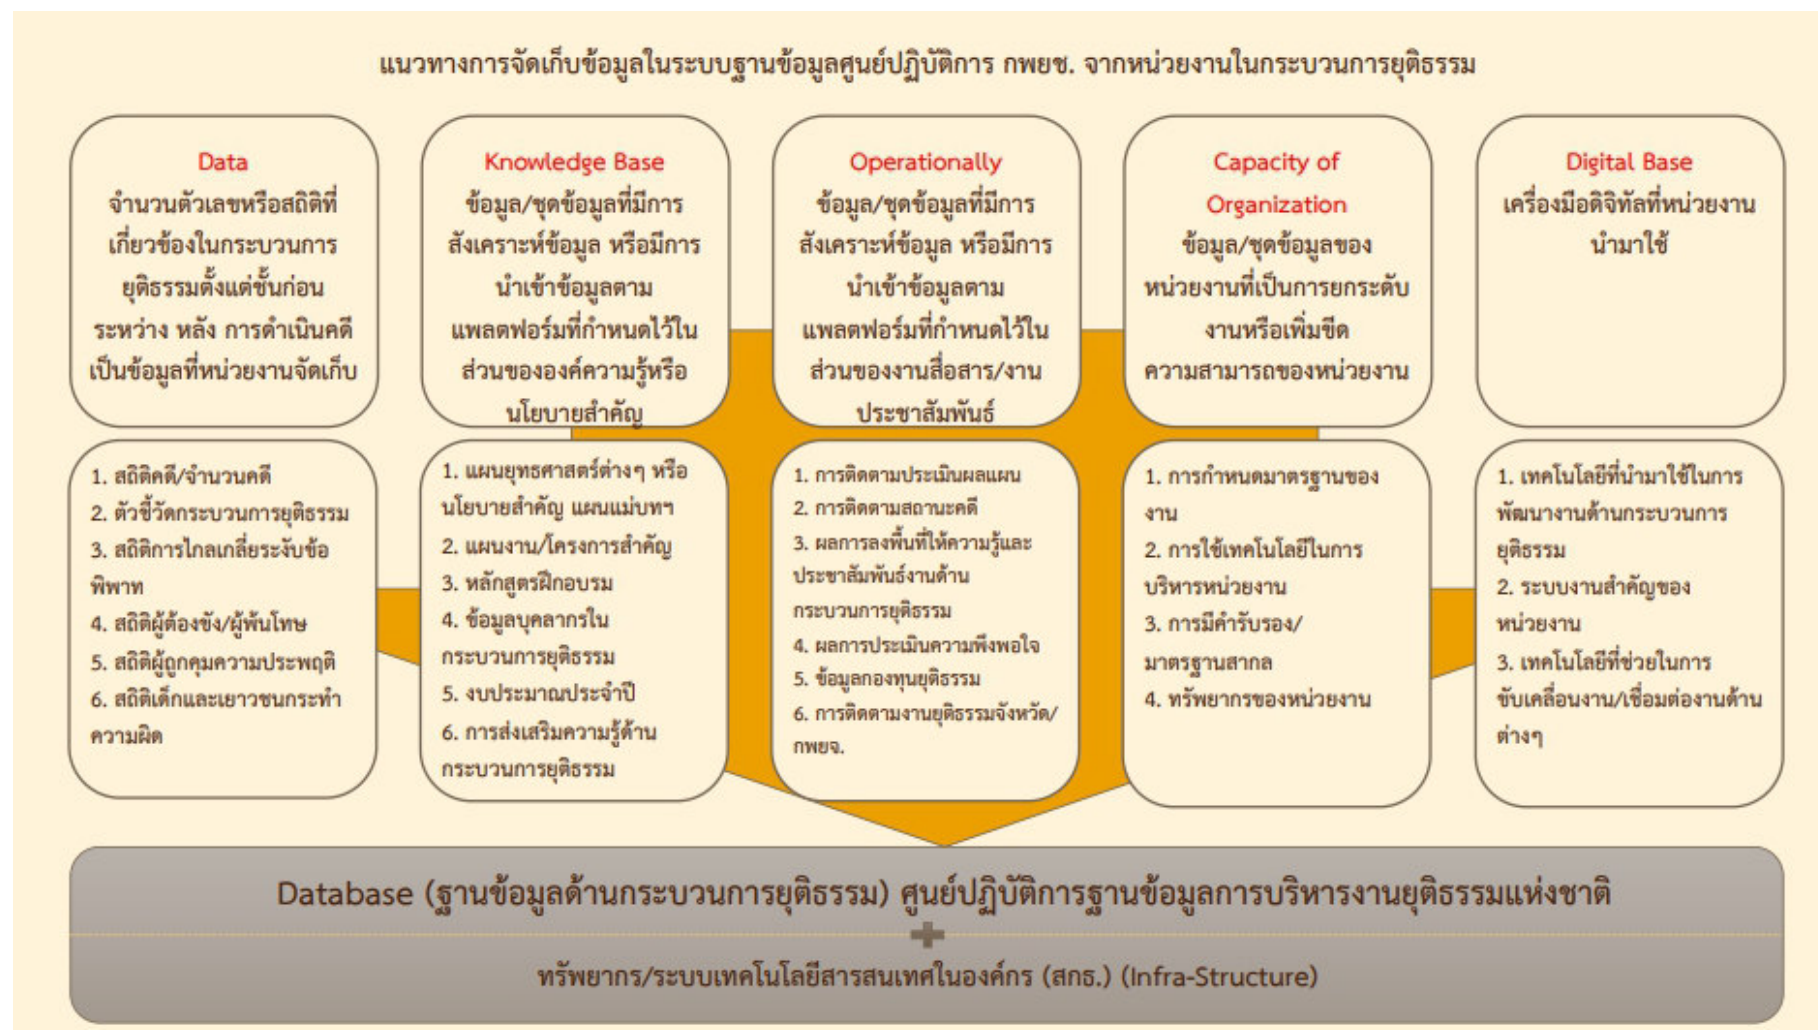 แนวทางการจัดเก็บข้อมูลในระบบฐานข้อมูลศูนย์ปฏิบัติการ กพยช. จากหน่วยงานในกระบวนการยุติธรรม
Data
จำนวนตัวเลขหรือสถิติที่
เกี่ยวข้องในกระบวนการ
ยุติธรรมตั้งแต่ชั้นก่อน
ระหว่าง หลัง การดำเนินคดี
เป็นข้อมูลที่หน่วยงานจัดเก็บ
Knowledge Base
ข้อมูล/ชุดข้อมูลที่มีการ
สังเคราะห์ข้อมูล หรือมีการ
นำเข้าข้อมูลตาม
แพลตฟอร์มที่กำหนดไว้ใน
ส่วนขององค์ความรู้หรือ
นโยบายสำคัญ
Operationally
ข้อมูล/ชุดข้อมูลที่มีการ
สังเคราะห์ข้อมูล หรือมีการ
นำเข้าข้อมูลตาม
แพลตฟอร์มที่กำหนดไว้ใน
ส่วนของงานสื่อสาร/งาน
ประชาสัมพันธ์
Capacity of
Organization
ข้อมูล/ชุดข้อมูลของ
หน่วยงานที่เป็นการยกระดับ
งานหรือเพิ่มขีด
ความสามารถของหน่วยงาน
Digital Base
เครื่องมือดิจิทัลที่หน่วยงาน
นำมาใช้
1. สถิติคดี/จำนวนคดี
2. ตัวชี้วัดกระบวนการยุติธรรม
3. สถิติการไกล่เกลี่ยระงับข้อ
พิพาท
4. สถิติผู้ต้องขัง/ผู้พ้นโทษ
5. สถิติผู้ถูกคุมความประพฤติ
6. สถิติเด็กและเยาวชนกระทำ
ความผิด
1. แผนยุทธศาสตร์ต่างๆ หรือ
นโยบายสำคัญ แผนแม่บทฯ
2. แผนงาน/โครงการสำคัญ
3. หลักสูตรฝึกอบรม
4. ข้อมูลบุคลากรใน
กระบวนการยุติธรรม
5. งบประมาณประจำปี
6. การส่งเสริมความรู้ด้าน
กระบวนการยุติธรรม
1. การติดตามประเมินผลแผน
2. การติดตามสถานะคดี
3. ผลการลงพื้นที่ให้ความรู้และ
ประชาสัมพันธ์งานด้าน
กระบวนการยุติธรรม
4. ผลการประเมินความพึงพอใจ
5. ข้อมูลกองทุนยุติธรรม
6. การติดตามงานยุติธรรมจังหวัด/
กพยจ.
1. การกำหนดมาตรฐานของ
งาน
2. การใช้เทคโนโลยีในการ
บริหารหน่วยงาน
3. การมีคำรับรอง/
มาตรฐานสากล
4. ทรัพยากรของหน่วยงาน
1. เทคโนโลยีที่นำมาใช้ในการ
พัฒนางานด้านกระบวนการ
ยุติธรรม
2. ระบบงานสำคัญของ
หน่วยงาน
3. เทคโนโลยีที่ช่วยในการ
ขับเคลื่อนงาน/เชื่อมต่องานด้าน
ต่างๆ
Database (ฐานข้อมูลด้านกระบวนการยุติธรรม) ศูนย์ปฏิบัติการฐานข้อมูลการบริหารงานยุติธรรมแห่งชาติ
ทรัพยากร/ระบบเทคโนโลยีสารสนเทศในองค์กร (สกธ.) (Infra-Structure)